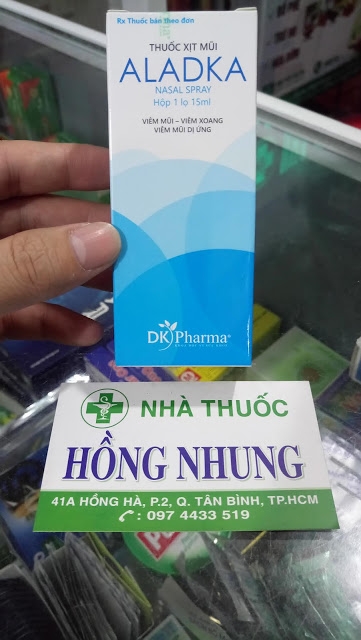 Rx Thuốc bán theo đơn
THUỐC XỊT MŨI
ALADKA
NASAL SPRAY
Hộp 1 lọ 15ml
VIÊM MŨI – VIÊM XOANG
VIÊM MŨI DỊ ỨNG
DK Pharma®
NHÀ THUỐC
HỒNG NHUNG
41A HỒNG HÀ, P.2, Q. TÂN BÌNH, TP.HCM
: 097 4433 519